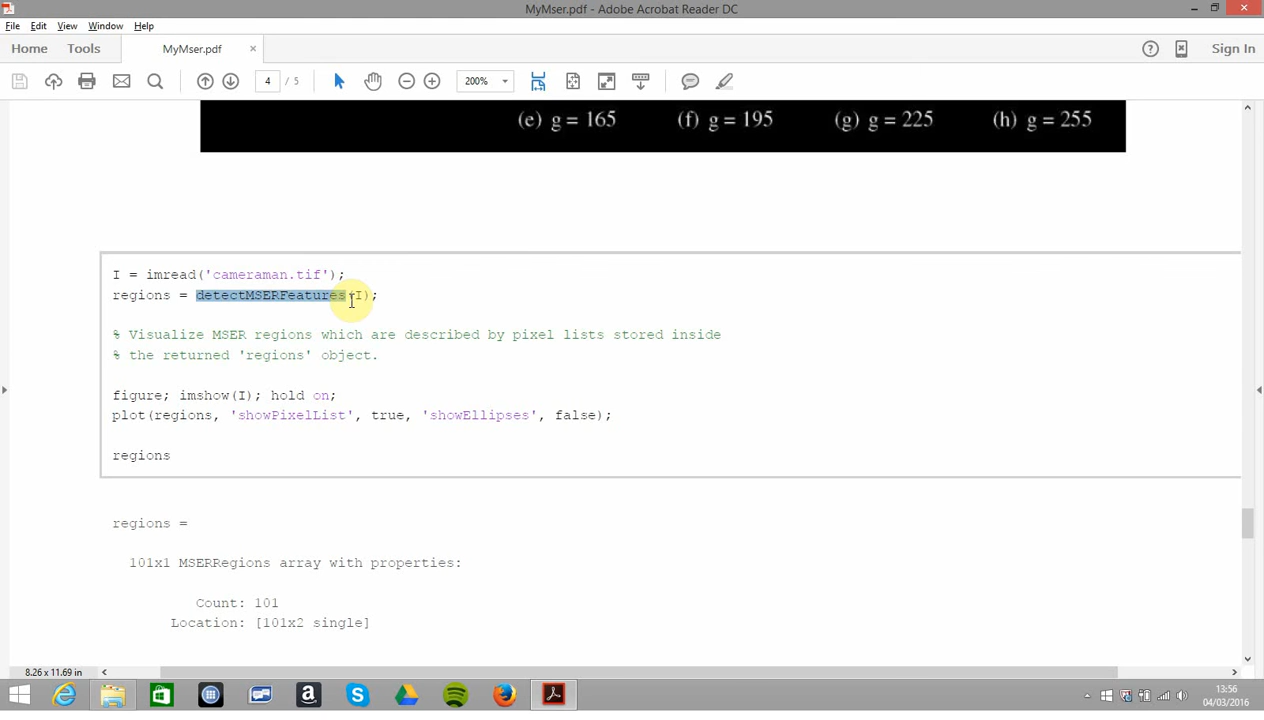 MyMser.pdf - Adobe Acrobat Reader DC
File Edit View Window Help
Home Tools MyMser.pdf × Sign In
4 / 5 200%
(e) g = 165 (f) g = 195 (g) g = 225 (h) g = 255
I = imread('cameraman.tif');
regions = detectMSERFeatures(I);
% Visualize MSER regions which are described by pixel lists stored inside
% the returned 'regions' object.
figure; imshow(I); hold on;
plot(regions, 'showPixelList', true, 'showEllipses', false);
regions
regions =
101x1 MSERRegions array with properties:
Count: 101
Location: [101x2 single]
8.26 x 11.69 in
13:56
04/03/2016